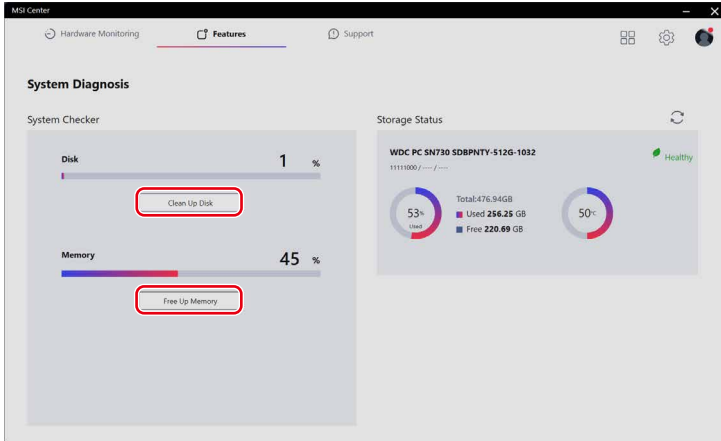 MSI Center
Hardware Monitoring
Features
Support
System Diagnosis
System Checker
Disk
1 %
Clean Up Disk
Memory
45 %
Free Up Memory
Storage Status
WDC PC SN730 SDBPNTY-512G-1032
11111000 / ---- / ----
Healthy
53%
Used
Total:476.94GB
Used 256.25 GB
Free 220.69 GB
50°C